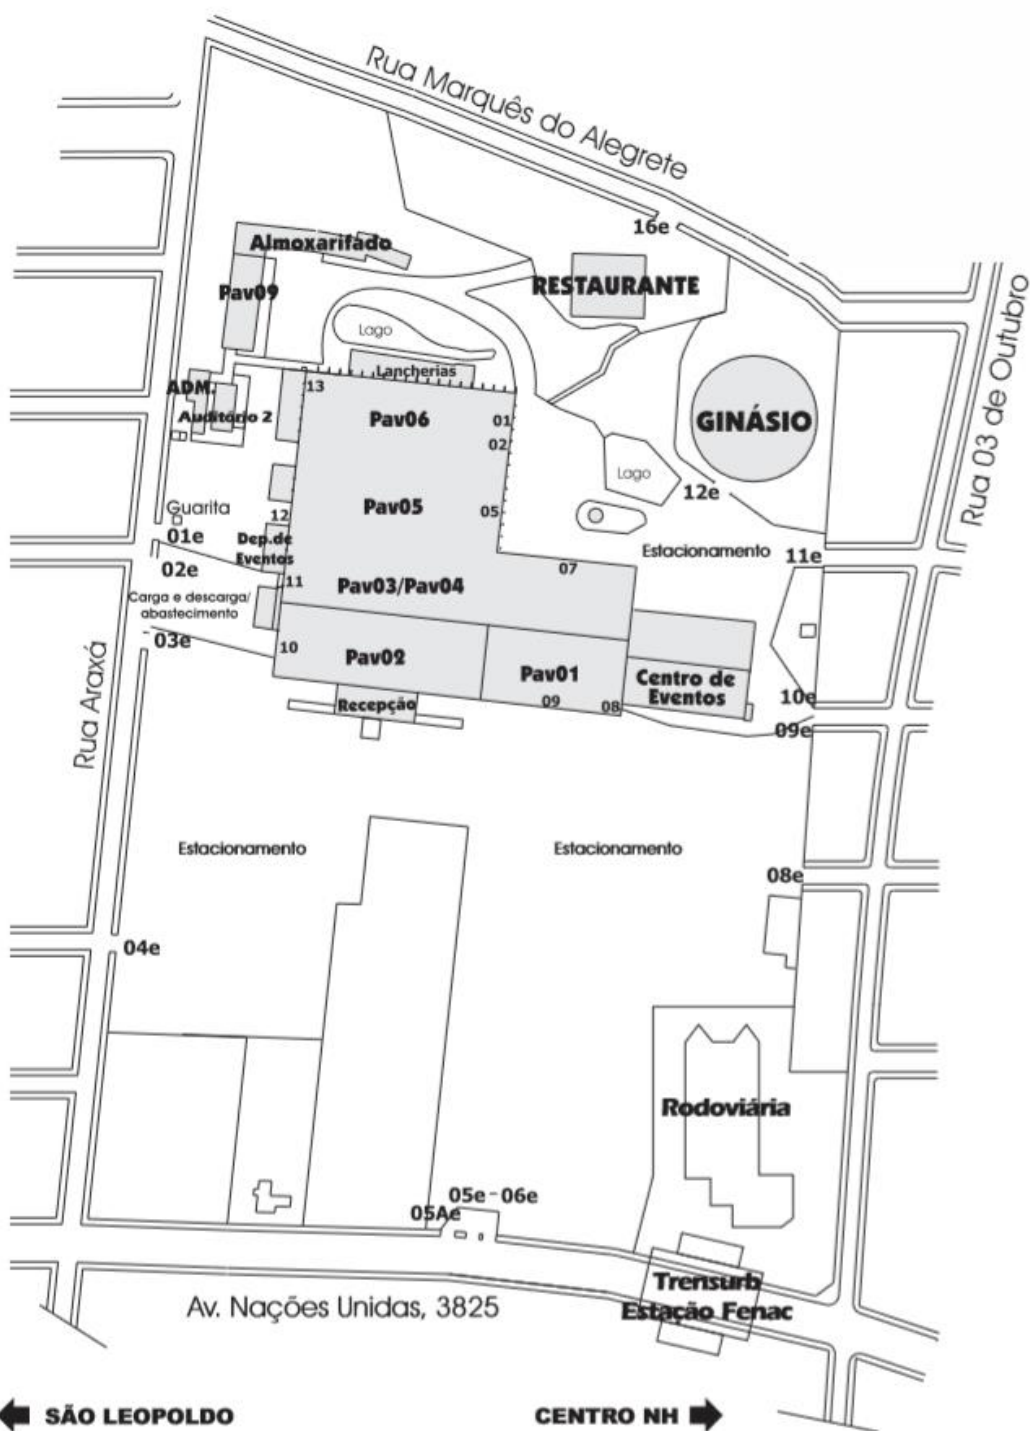 Rua Marquês do Alegrete
16e
Almoxarifado
Pav09
RESTAURANTE
Rua 03 de Outubro
Lago
Lancherias
ADM.
13
Auditório 2
Pav06
01
GINÁSIO
02
Lago
12e
Pav05
05
Guarita
12
01e
Dep.de
Eventos
Estacionamento
11e
02e
07
11
Pav03/Pav04
Carga e descarga/
abastecimento
03e
10
Pav02
Pav01
Centro de
Eventos
10e
Recepção
09
08
09e
Rua Araxá
Estacionamento
Estacionamento
08e
04e
Rodoviária
05e - 06e
05Ae
Trensurb
Estação Fenac
Av. Nações Unidas, 3825
SÃO LEOPOLDO
CENTRO NH